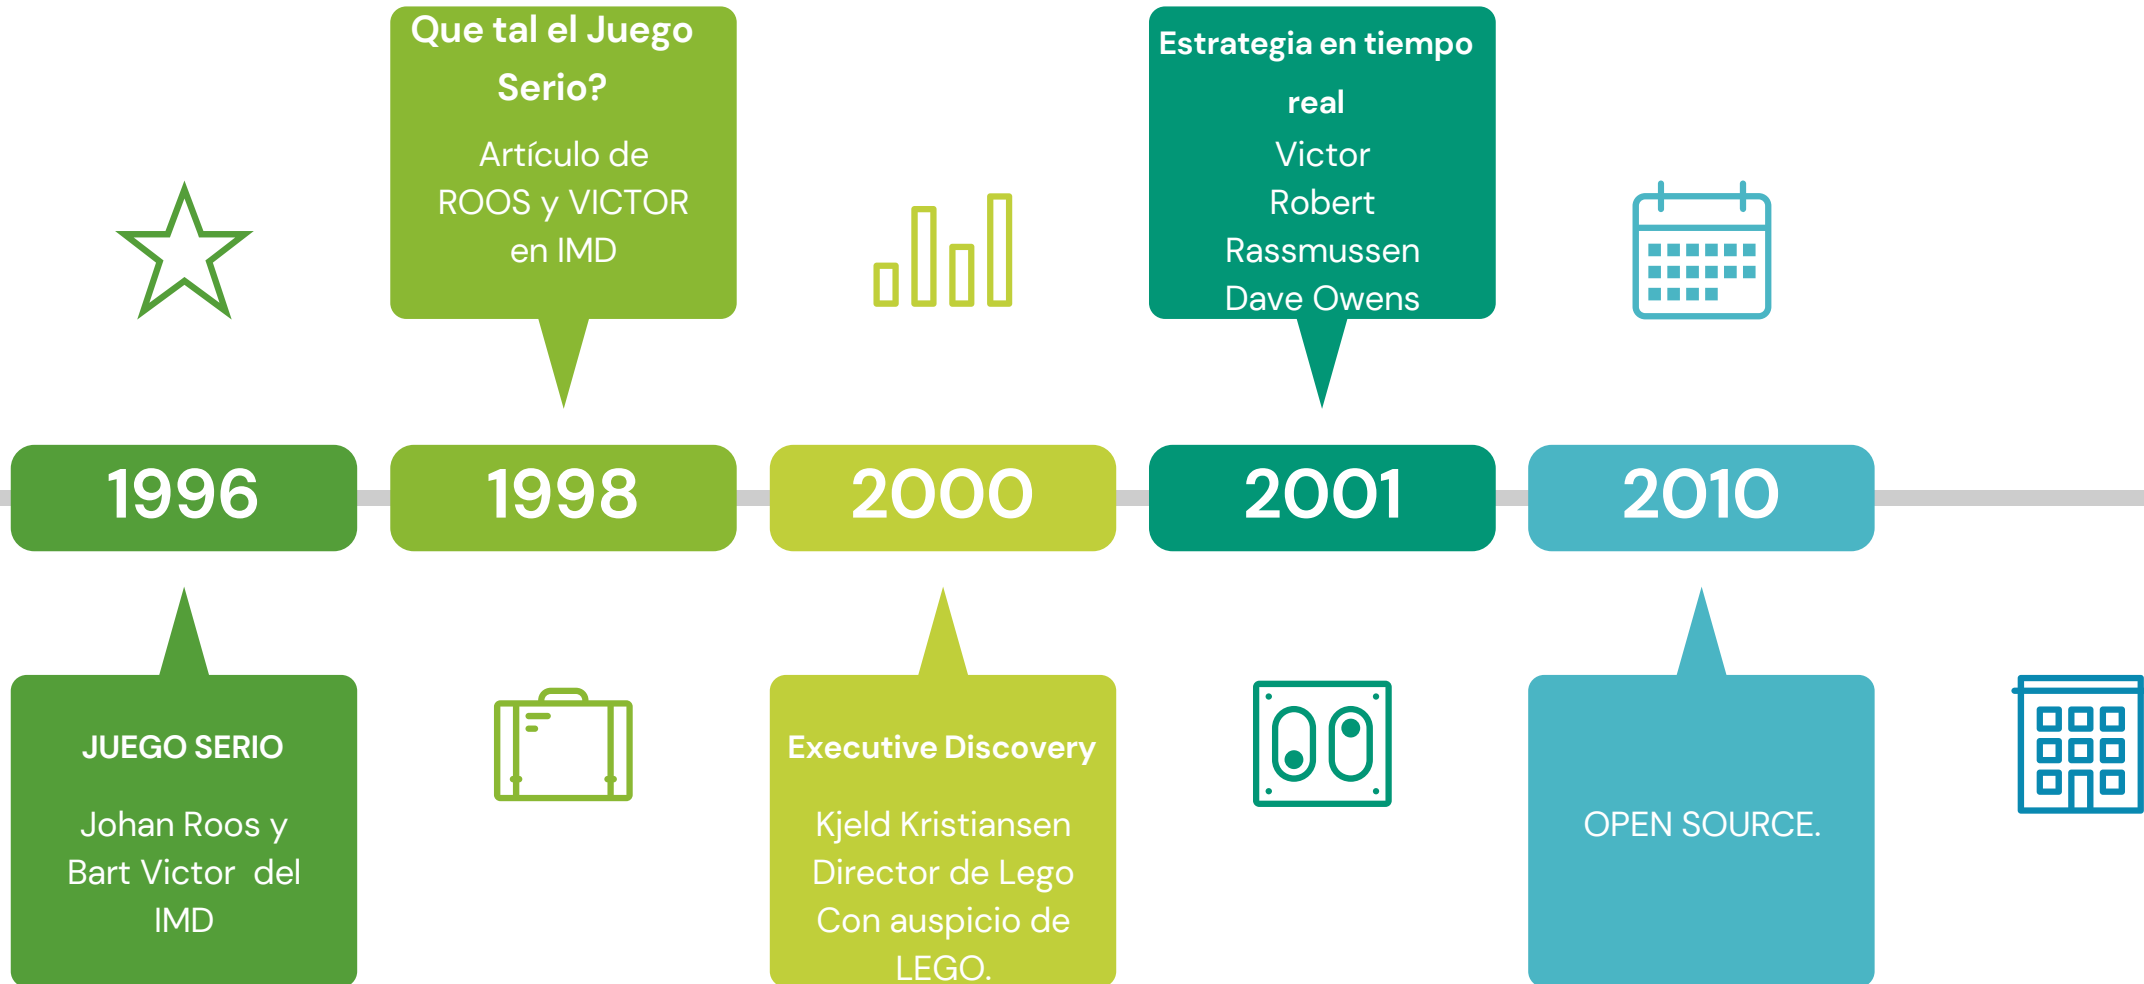 Que tal el Juego
Serio?
Artículo de
ROOS y VICTOR
en IMD
Estrategia en tiempo
real
Victor
Robert
Rassmussen
Dave Owens
1996
1998
2000
2001
2010
JUEGO SERIO
Johan Roos y
Bart Victor  del
IMD
Executive Discovery
Kjeld Kristiansen
Director de Lego
Con auspicio de
LEGO.
OPEN SOURCE.